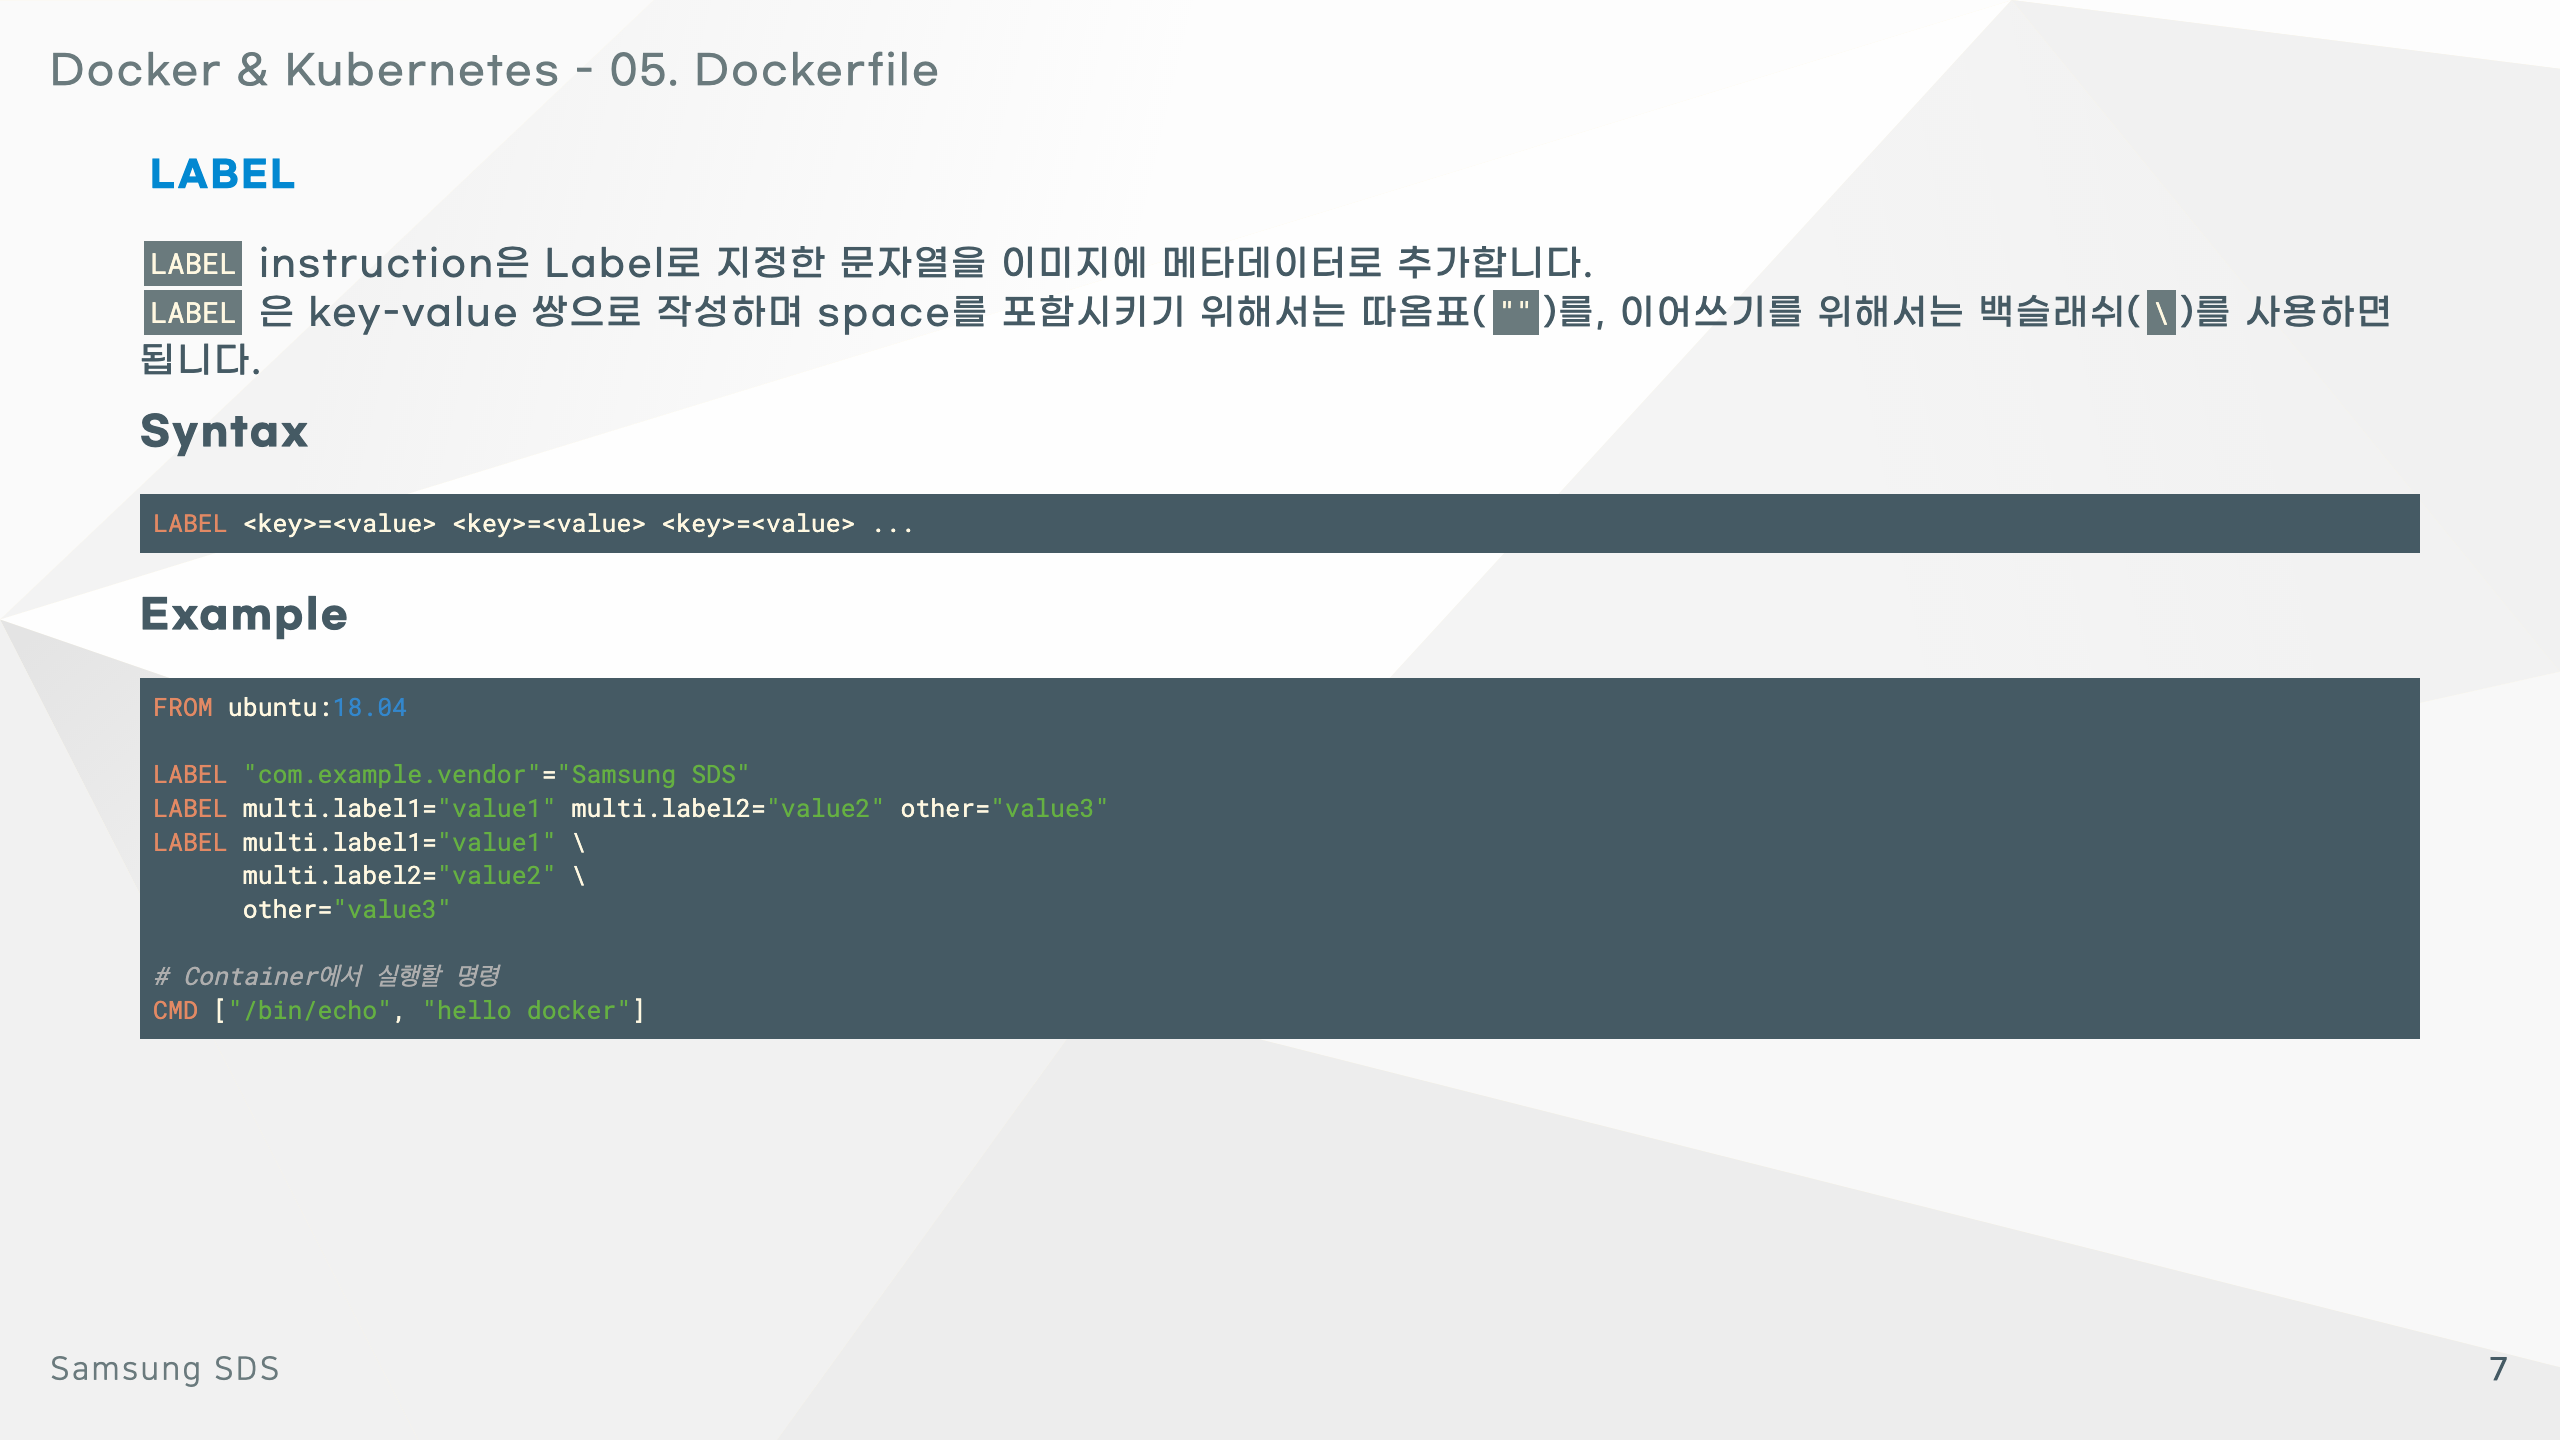 Docker & Kubernetes - 05. Dockerfile
LABEL
LABEL instruction은 Label로 지정한 문자열을 이미지에 메타데이터로 추가합니다.
LABEL 은 key-value 쌍으로 작성하며 space를 포함시키기 위해서는 따옴표("")를, 이어쓰기를 위해서는 백슬래쉬(\)를 사용하면
됩니다.
Syntax
LABEL <key>=<value> <key>=<value> <key>=<value> ...
Example
FROM ubuntu:18.04
LABEL "com.example.vendor"="Samsung SDS"
LABEL multi.label1="value1" multi.label2="value2" other="value3"
LABEL multi.label1="value1" \
      multi.label2="value2" \
      other="value3"
# Container에서 실행할 명령
CMD ["/bin/echo", "hello docker"]
Samsung SDS
7